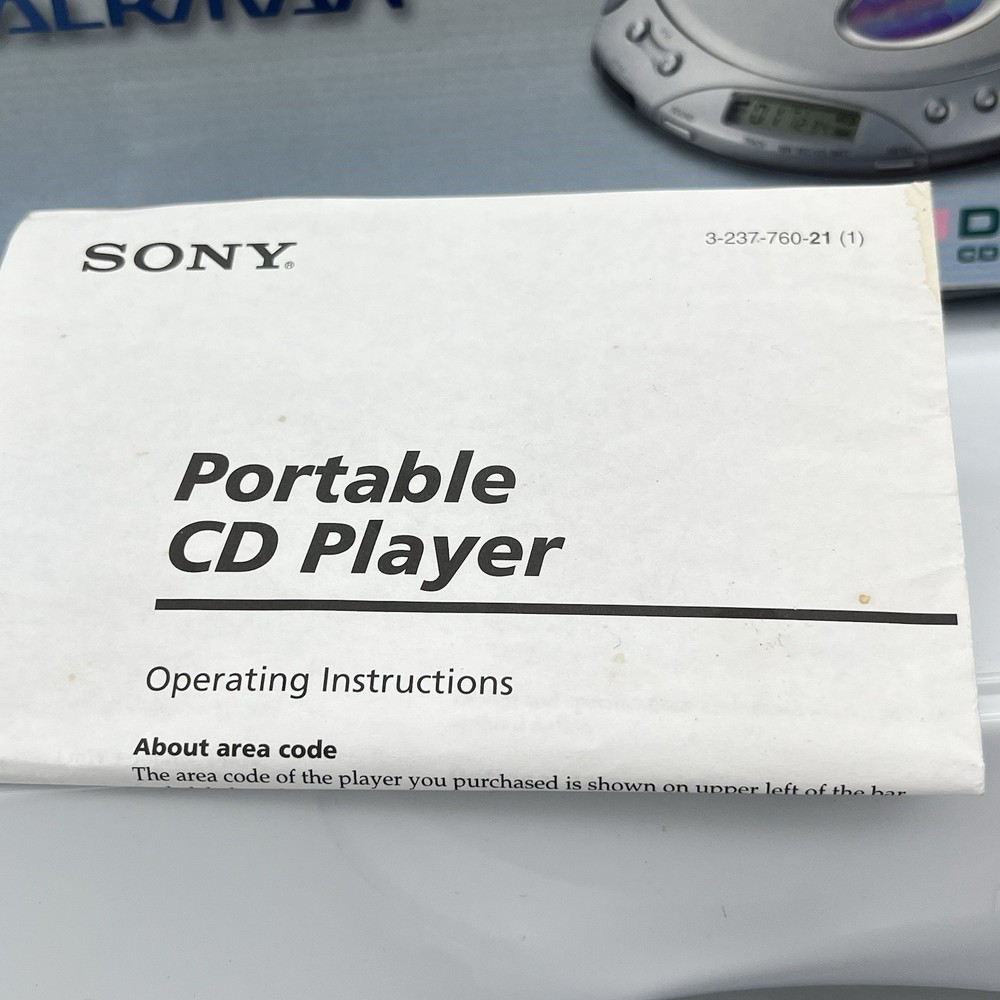 SONY®
3-237-760-21 (1)
Portable
CD Player
Operating Instructions
About area code
The area code of the player you purchased is shown on upper left of the bar